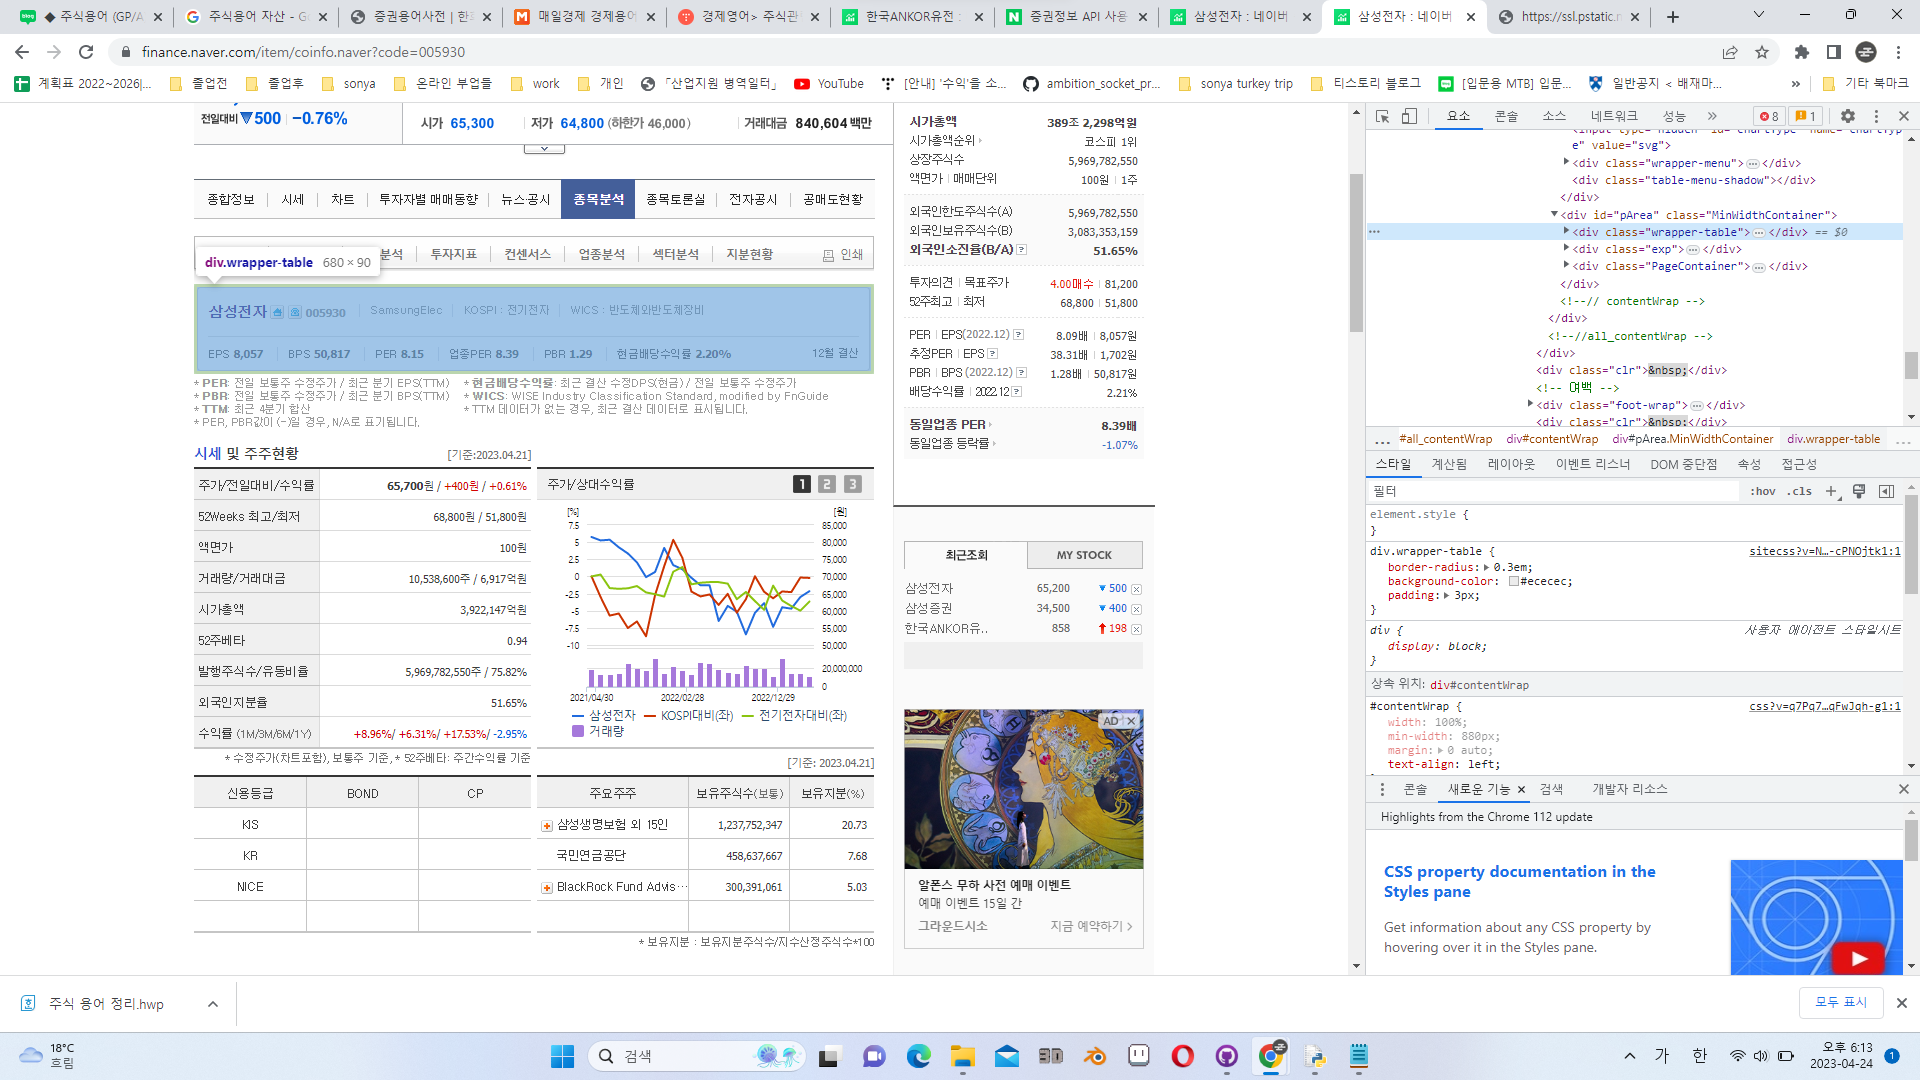 ◆ 주식용어 (GP/A
주식용어 자산 - G
증권용어사전 | 한
매일경제 경제용어
경제영어> 주식관
한국ANKOR유전 :
증권정보 API 사용
삼성전자 : 네이버
삼성전자 : 네이버
https://ssl.pstatic.n
finance.naver.com/item/coinfo.naver?code=005930
계획표 2022~2026|...
졸업전
졸업후
sonya
온라인 부업들
work
개인
「산업지원 병역일터」
YouTube
[안내] '수익'을 소...
ambition_socket_pr...
sonya turkey trip
티스토리 블로그
[입문용 MTB] 입문...
일반공지 < 배재마...
»
기타 북마크
전일대비 ▼500 | −0.76%
시가 65,300
저가 64,800 (하한가 46,000)
거래대금 840,604 백만
종합정보
시세
차트
투자자별 매매동향
뉴스·공시
종목분석
종목토론실
전자공시
공매도현황
분석
투자지표
컨센서스
업종분석
섹터분석
지분현황
인쇄
div.wrapper-table 680 × 90
삼성전자 005930 SamsungElec KOSPI : 전기전자 WICS : 반도체와반도체장비
EPS 8,057 BPS 50,817 PER 8.15 업종PER 8.39 PBR 1.29 현금배당수익률 2.20% 12월 결산
* PER: 전일 보통주 수정주가 / 최근 분기 EPS(TTM) * 현금배당수익률: 최근 결산 수정DPS(현금) / 전일 보통주 수정주가
* PBR: 전일 보통주 수정주가 / 최근 분기 BPS(TTM) * WICS: WISE Industry Classification Standard, modified by FnGuide
* TTM: 최근 4분기 합산 * TTM 데이터가 없는 경우, 최근 결산 데이터로 표시됩니다.
* PER, PBR값이 (-)일 경우, N/A로 표기됩니다.
시세 및 주주현황 [기준:2023.04.21]
주가/전일대비/수익률 65,700원 / +400원 / +0.61%
52Weeks 최고/최저 68,800원 / 51,800원
액면가 100원
거래량/거래대금 10,538,600주 / 6,917억원
시가총액 3,922,147억원
52주베타 0.94
발행주식수/유동비율 5,969,782,550주 / 75.82%
외국인지분율 51.65%
수익률 (1M/3M/6M/1Y) +8.96%/ +6.31%/ +17.53%/ -2.95%
* 수정주가(차트포함), 보통주 기준, * 52주베타: 주간수익률 기준
주가/상대수익률 1 2 3
[%] [원]
7.5 85,000
5 80,000
2.5 75,000
0 70,000
-2.5 65,000
-5 60,000
-7.5 55,000
-10 50,000
20,000,000
0
2021/04/30 2022/02/28 2022/12/29
삼성전자 KOSPI대비(좌) 전기전자대비(좌)
거래량
[기준: 2023.04.21]
신용등급 BOND CP
KIS
KR
NICE
주요주주 보유주식수(보통) 보유지분(%)
삼성생명보험 외 15인 1,237,752,347 20.73
국민연금공단 458,637,667 7.68
BlackRock Fund Advis··· 300,391,061 5.03
* 보유지분 : 보유지분주식수/지수산정주식수*100
시가총액 389조 2,298억원
시가총액순위 코스피 1위
상장주식수 5,969,782,550
액면가 | 매매단위 100원 | 1주
외국인한도주식수(A) 5,969,782,550
외국인보유주식수(B) 3,083,353,159
외국인소진율(B/A) ? 51.65%
투자의견 | 목표주가 4.00매수 | 81,200
52주최고 | 최저 68,800 | 51,800
PER | EPS(2022.12) ? 8.09배 | 8,057원
추정PER | EPS ? 38.31배 | 1,702원
PBR | BPS (2022.12) ? 1.28배 | 50,817원
배당수익률 | 2022.12 ? 2.21%
동일업종 PER 8.39배
동일업종 등락률 -1.07%
최근조회 MY STOCK
삼성전자 65,200 ▼ 500
삼성증권 34,500 ▼ 400
한국ANKOR유.. 858 198
AD
알폰스 무하 사전 예매 이벤트
예매 이벤트 15일 간
그라운드시소 지금 예약하기 >
요소
콘솔
소스
네트워크
성능
»
8
1
<input type="hidden" id="chartType" name="chartTyp
e" value="svg">
<div class="wrapper-menu">…</div>
<div class="table-menu-shadow"></div>
</div>
<div id="pArea" class="MinWidthContainer">
<div class="wrapper-table">…</div> == $0
<div class="exp">…</div>
<div class="PageContainer">…</div>
</div>
<!--// contentWrap -->
</div>
<!--//all_contentWrap -->
</div>
<div class="clr">&nbsp;</div>
<!-- 여백 -->
<div class="foot-wrap">…</div>
<div class="clr">&nbsp;</div>
... #all_contentWrap div#contentWrap div#pArea.MinWidthContainer div.wrapper-table ...
스타일
계산됨
레이아웃
이벤트 리스너
DOM 중단점
속성
접근성
필터
:hov .cls +
element.style {
}
div.wrapper-table { sitecss?v=N…-cPNOjtk1:1
border-radius: 0.3em;
background-color: #ececec;
padding: 3px;
}
div { 사용자 에이전트 스타일시트
display: block;
}
상속 위치: div#contentWrap
#contentWrap { css?v=q7Pq7…qFwJqh-g1:1
width: 100%;
min-width: 880px;
margin: 0 auto;
text-align: left;
콘솔
새로운 기능
검색
개발자 리소스
Highlights from the Chrome 112 update
CSS property documentation in the
Styles pane
Get information about any CSS property by
hovering over it in the Styles pane.
주식 용어 정리.hwp
모두 표시
18°C
흐림
검색
가
한
오후 6:13
2023-04-24
1